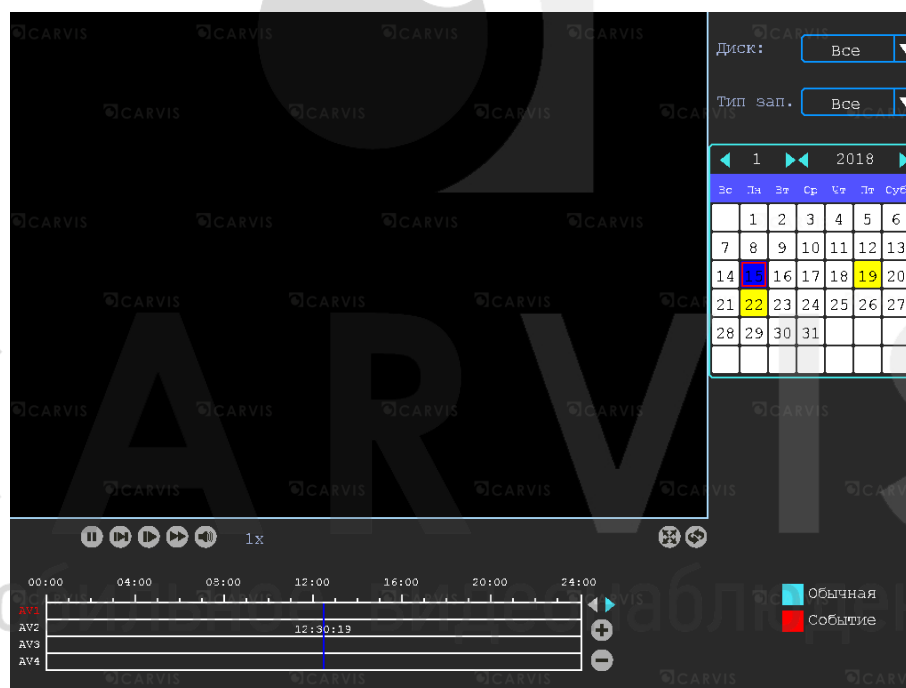 Диск: Все
Тип зап. Все
1 2018
Вс Пн Вт Ср Чт Пт Суб
1 2 3 4 5 6
7 8 9 10 11 12 13
14 15 16 17 18 19 20
21 22 23 24 25 26 27
28 29 30 31
1x
00:00 04:00 08:00 12:00 16:00 20:00 24:00
AV1
AV2 12:30:19
AV3
AV4
Обычная
Событие
CARVIS